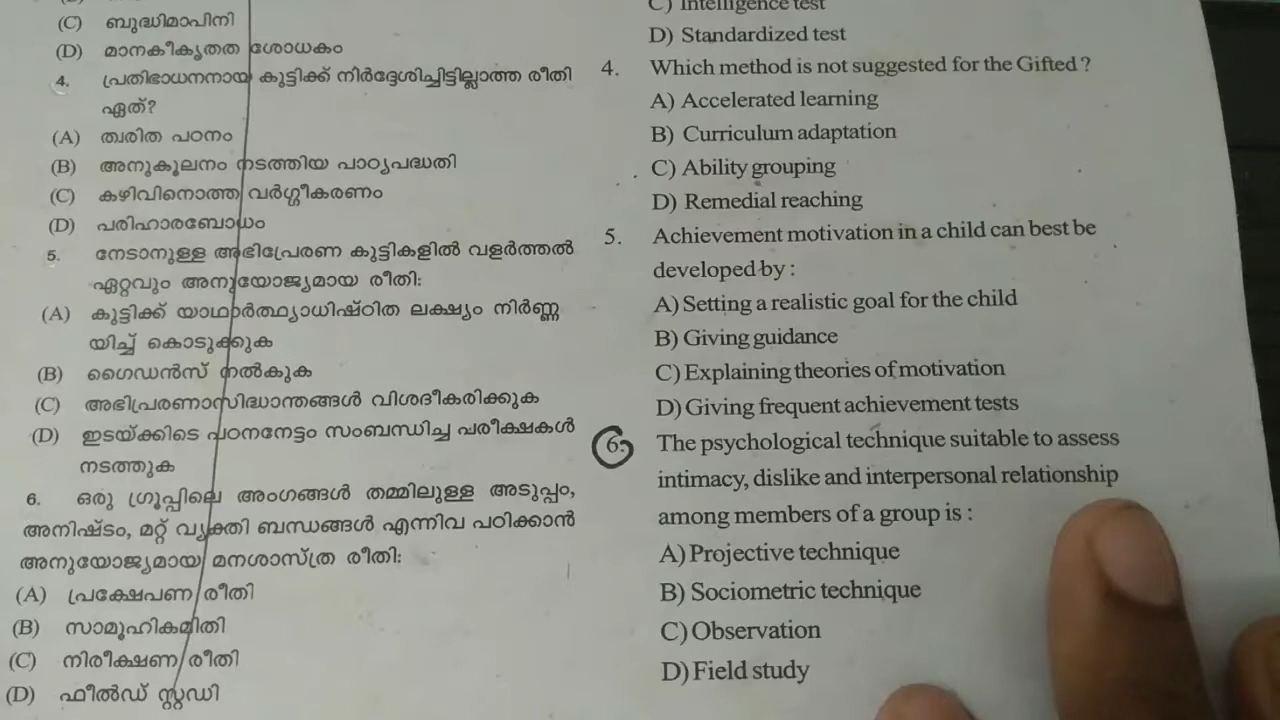 (C) ബുദ്ധിമാപിനി
(D) മാനകീകൃതത ശോധകം
4. പ്രതിഭാധനനായ കുട്ടിക്ക് നിർദ്ദേശിച്ചിട്ടില്ലാത്ത രീതി
ഏത്?
(A) ത്വരിത പഠനം
(B) അനുകൂലനം നടത്തിയ പാഠ്യപദ്ധതി
(C) കഴിവിനൊത്ത വർഗ്ഗീകരണം
(D) പരിഹാരബോധം
5. നേടാനുള്ള അഭിപ്രേരണ കുട്ടികളിൽ വളർത്തൽ
ഏറ്റവും അനുയോജ്യമായ രീതി:
(A) കുട്ടിക്ക് യാഥാർത്ഥ്യാധിഷ്ഠിത ലക്ഷ്യം നിർണ്ണ
യിച്ച് കൊടുക്കുക
(B) ഗൈഡൻസ് നൽകുക
(C) അഭിപ്രരണാസിദ്ധാന്തങ്ങൾ വിശദീകരിക്കുക
(D) ഇടയ്ക്കിടെ പഠനനേട്ടം സംബന്ധിച്ച പരീക്ഷകൾ
നടത്തുക
6. ഒരു ഗ്രൂപ്പിലെ അംഗങ്ങൾ തമ്മിലുള്ള അടുപ്പം,
അനിഷ്ടം, മറ്റ് വ്യക്തി ബന്ധങ്ങൾ എന്നിവ പഠിക്കാൻ
അനുയോജ്യമായ മനശാസ്ത്ര രീതി:
(A) പ്രക്ഷേപണ രീതി
(B) സാമൂഹികമിതി
(C) നിരീക്ഷണ രീതി
(D) ഫീൽഡ് സ്റ്റഡി
C) Intelligence test
D) Standardized test
4. Which method is not suggested for the Gifted ?
A) Accelerated learning
B) Curriculum adaptation
C) Ability grouping
D) Remedial reaching
5. Achievement motivation in a child can best be
developed by :
A) Setting a realistic goal for the child
B) Giving guidance
C) Explaining theories of motivation
D) Giving frequent achievement tests
6. The psychological technique suitable to assess
intimacy, dislike and interpersonal relationship
among members of a group is :
A) Projective technique
B) Sociometric technique
C) Observation
D) Field study